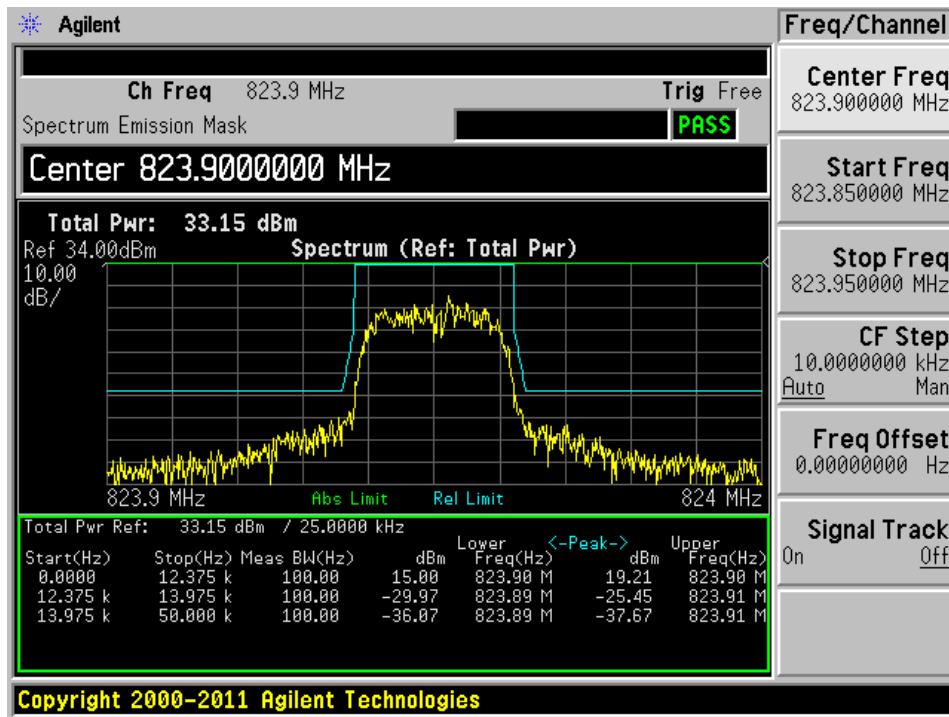 Agilent
Freq/Channel
Ch Freq 823.9 MHz Trig Free
Spectrum Emission Mask PASS
Center 823.9000000 MHz
Total Pwr: 33.15 dBm
Ref 34.00dBm Spectrum (Ref: Total Pwr)
10.00
dB/
823.9 MHz Abs Limit Rel Limit 824 MHz
Total Pwr Ref: 33.15 dBm / 25.0000 kHz
Lower <-Peak-> Upper
Start(Hz) Stop(Hz) Meas BW(Hz) dBm Freq(Hz) dBm Freq(Hz)
0.0000 12.375 k 100.00 15.00 823.90 M 19.21 823.90 M
12.375 k 13.975 k 100.00 -29.97 823.89 M -25.45 823.91 M
13.975 k 50.000 k 100.00 -36.07 823.89 M -37.67 823.91 M
Center Freq
823.900000 MHz
Start Freq
823.850000 MHz
Stop Freq
823.950000 MHz
CF Step
10.0000000 kHz
Auto Man
Freq Offset
0.00000000 Hz
Signal Track
On Off
Copyright 2000-2011 Agilent Technologies